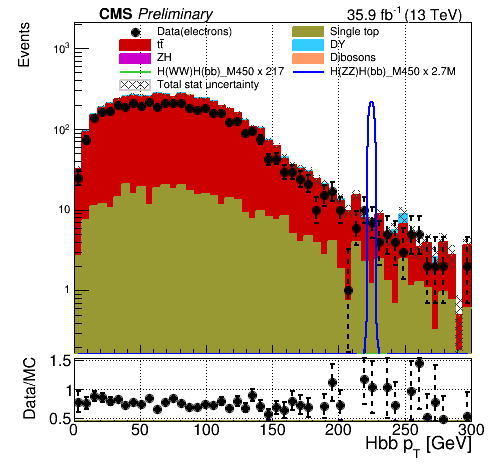 CMS Preliminary 35.9 fb⁻¹ (13 TeV)
Events
Data(electrons) Single top
tt̄ DY
ZH Dibosons
H(WW)H(bb)_M450 x 217 H(ZZ)H(bb)_M450 x 2.7M
Total stat uncertainty
10³
10²
10
1
Data/MC
1.5
1
0.5
0 50 100 150 200 250 300
Hbb p_T [GeV]